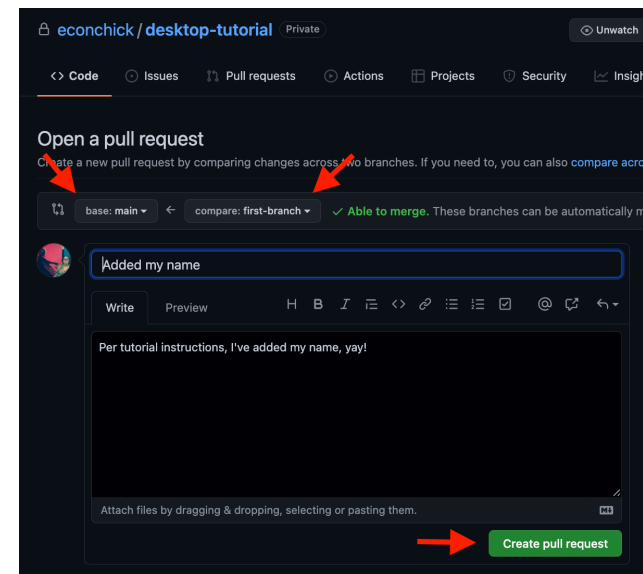 econchick / desktop-tutorial Private Unwatch
<> Code Issues Pull requests Actions Projects Security
Open a pull request
Create a new pull request by comparing changes across two branches. If you need to, you can also compare
base: main ← compare: first-branch ✓ Able to merge. These branches can be automatically
Added my name
Write Preview H B I <> @
Per tutorial instructions, I've added my name, yay!
Attach files by dragging & dropping, selecting or pasting them.
Create pull request